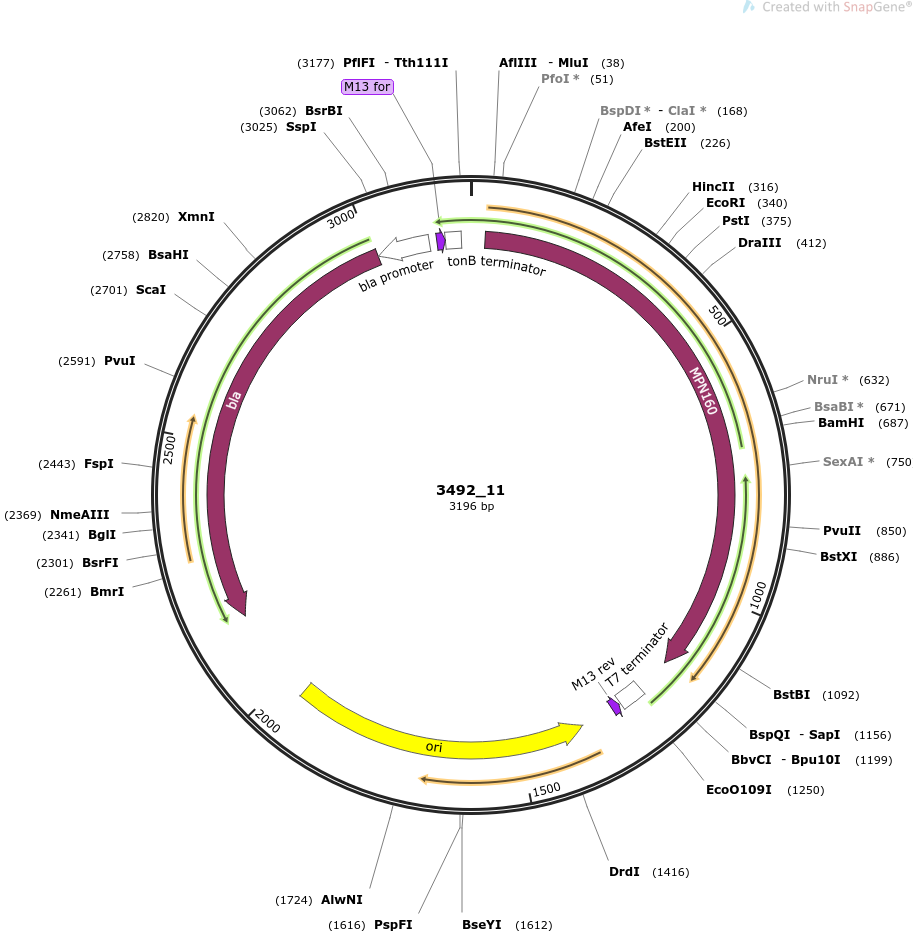 Created with SnapGene®
(3177) PflFI - Tth111I
AflIII - MluI (38)
PfoI * (51)
M13 for
(3062) BsrBI
(3025) SspI
BspDI * - ClaI * (168)
AfeI (200)
BstEII (226)
HincII (316)
EcoRI (340)
PstI (375)
DraIII (412)
(2820) XmnI
(2758) BsaHI
(2701) ScaI
(2591) PvuI
(2443) FspI
(2369) NmeAIII
(2341) BglI
(2301) BsrFI
(2261) BmrI
3000
bla promoter
tonB terminator
500
MPN160
bla
2500
NruI * (632)
BsaBI * (671)
BamHI (687)
SexAI * (750
3492_11
3196 bp
PvuII (850)
BstXI (886)
1000
M13 rev
T7 terminator
BstBI (1092)
BspQI - SapI (1156)
BbvCI - Bpu10I (1199)
EcoO109I (1250)
2000
ori
1500
DrdI (1416)
(1724) AlwNI
(1616) PspFI
BseYI (1612)